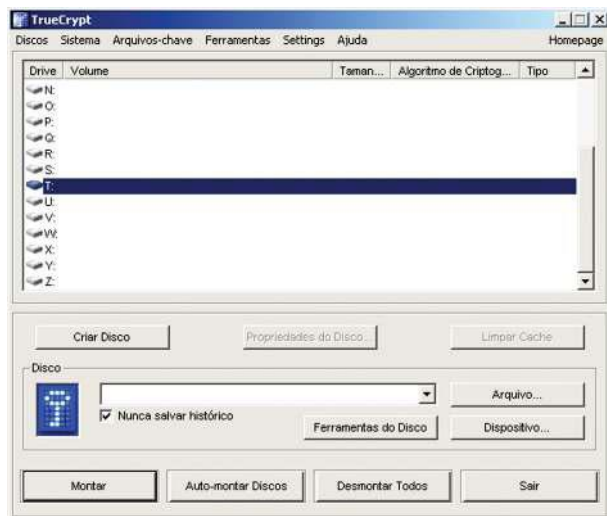 TrueCrypt
Discos Sistema Arquivos-chave Ferramentas Settings Ajuda Homepage
Drive Volume Taman... Algoritmo de Criptog... Tipo
N:
O:
P:
Q:
R:
S:
T:
U:
V:
W:
X:
Y:
Z:
Criar Disco Propriedades do Disco... Limpar Cache
Disco
Arquivo...
Nunca salvar histórico
Ferramentas do Disco Dispositivo...
Montar Auto-montar Discos Desmontar Todos Sair